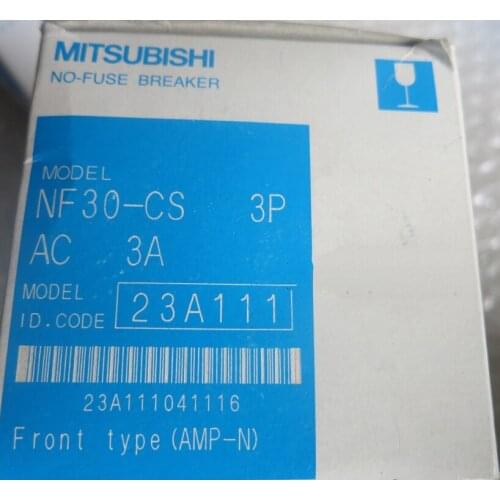 MITSUBISHI
NO-FUSE BREAKER
MODEL
NF30-CS 3P
AC 3A
MODEL
ID.CODE 23A111
23A111041116
Front type(AMP-N)